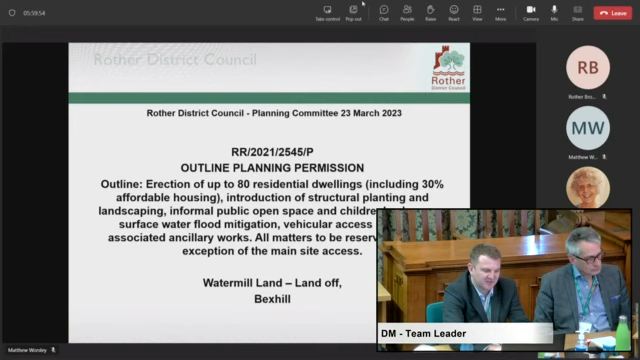 05:59:54
Take control
Pop out
Chat
People
Raise
React
View
More
Camera
Mic
Share
Leave
Rother District Council
Rother
District Council
Rother District Council - Planning Committee 23 March 2023
RR/2021/2545/P
OUTLINE PLANNING PERMISSION
Outline: Erection of up to 80 residential dwellings (including 30%
affordable housing), introduction of structural planting and
landscaping, informal public open space and children
surface water flood mitigation, vehicular access
associated ancillary works. All matters to be reserv
exception of the main site access.
Watermill Land – Land off,
Bexhill
RB
Rother Bro...
MW
Matthew W...
DM - Team Leader
Matthew Worsley